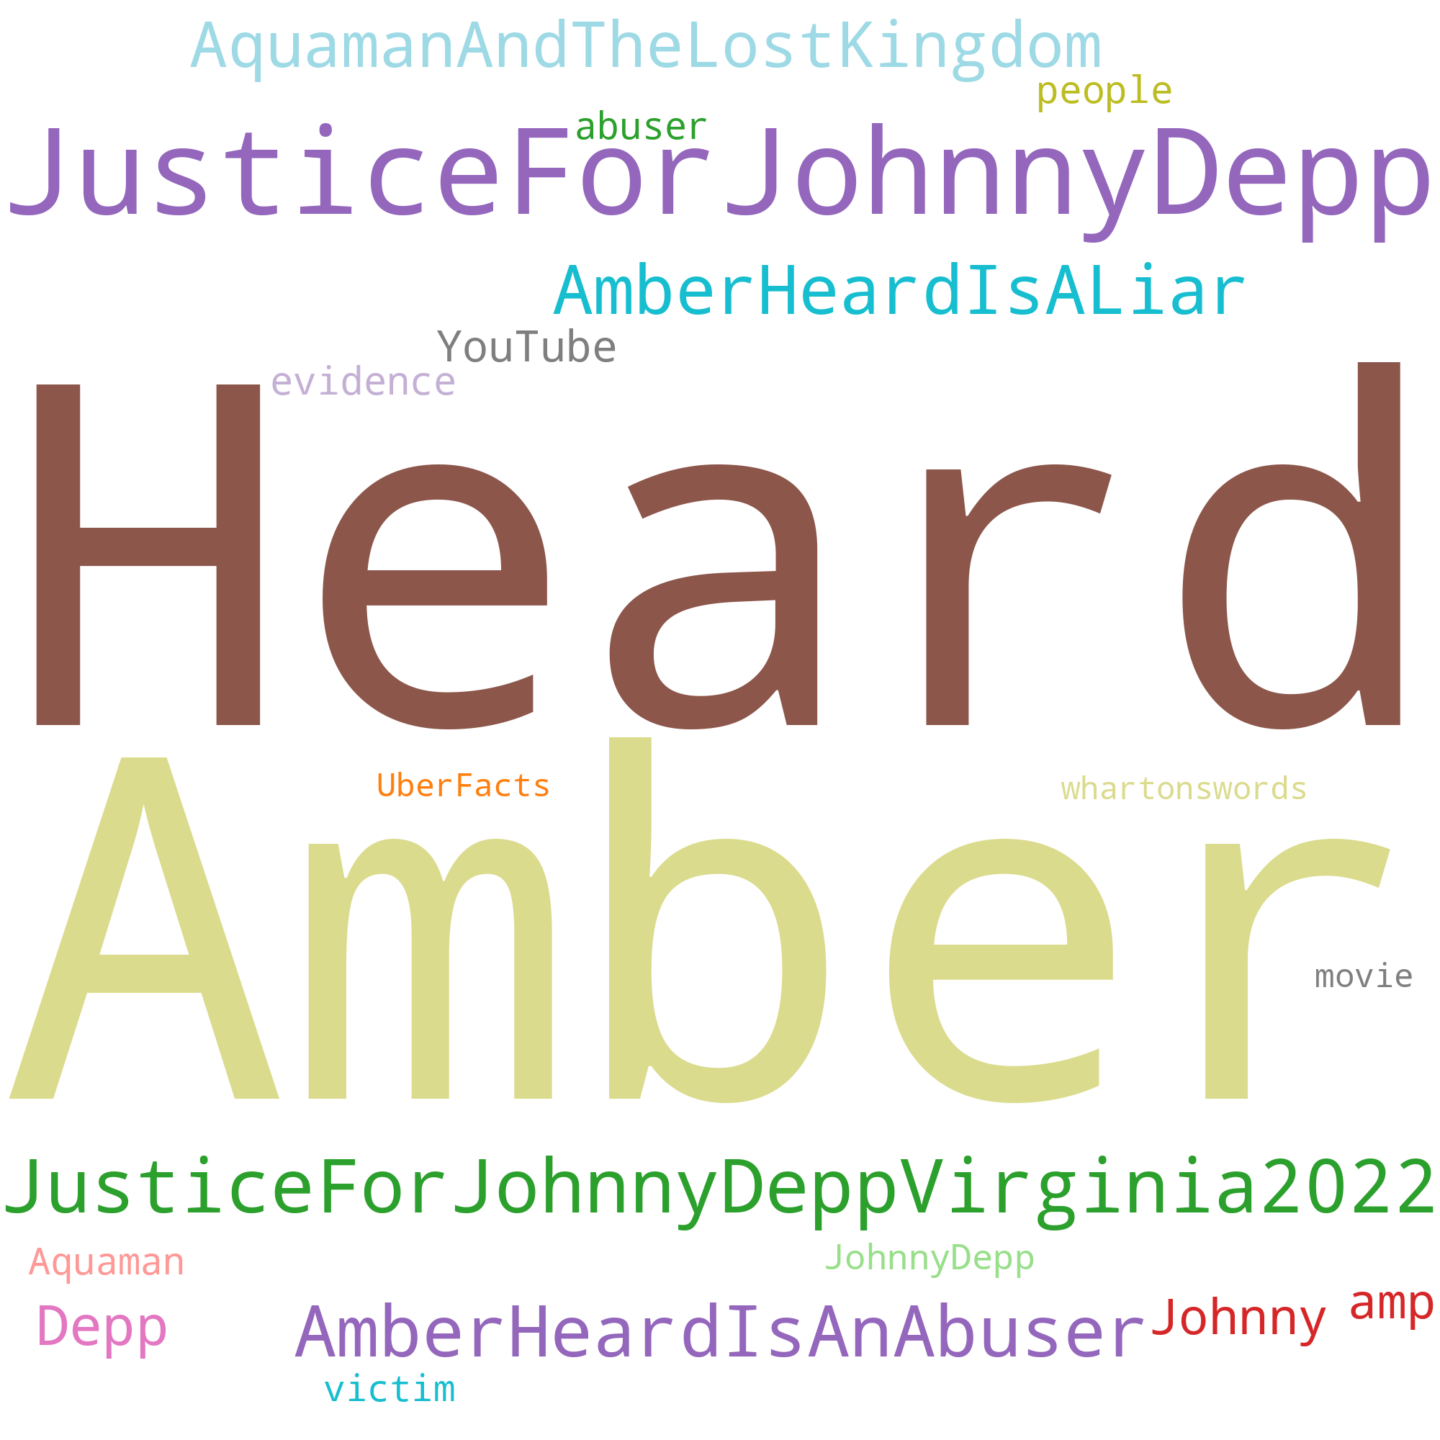 AquamanAndTheLostKingdom
people
abuser
JusticeForJohnnyDepp
AmberHeardIsALiar
YouTube
evidence
Heard
UberFacts
whartonswords
Amber
movie
JusticeForJohnnyDeppVirginia2022
Aquaman
JohnnyDepp
Depp
AmberHeardIsAnAbuser
Johnny
amp
victim